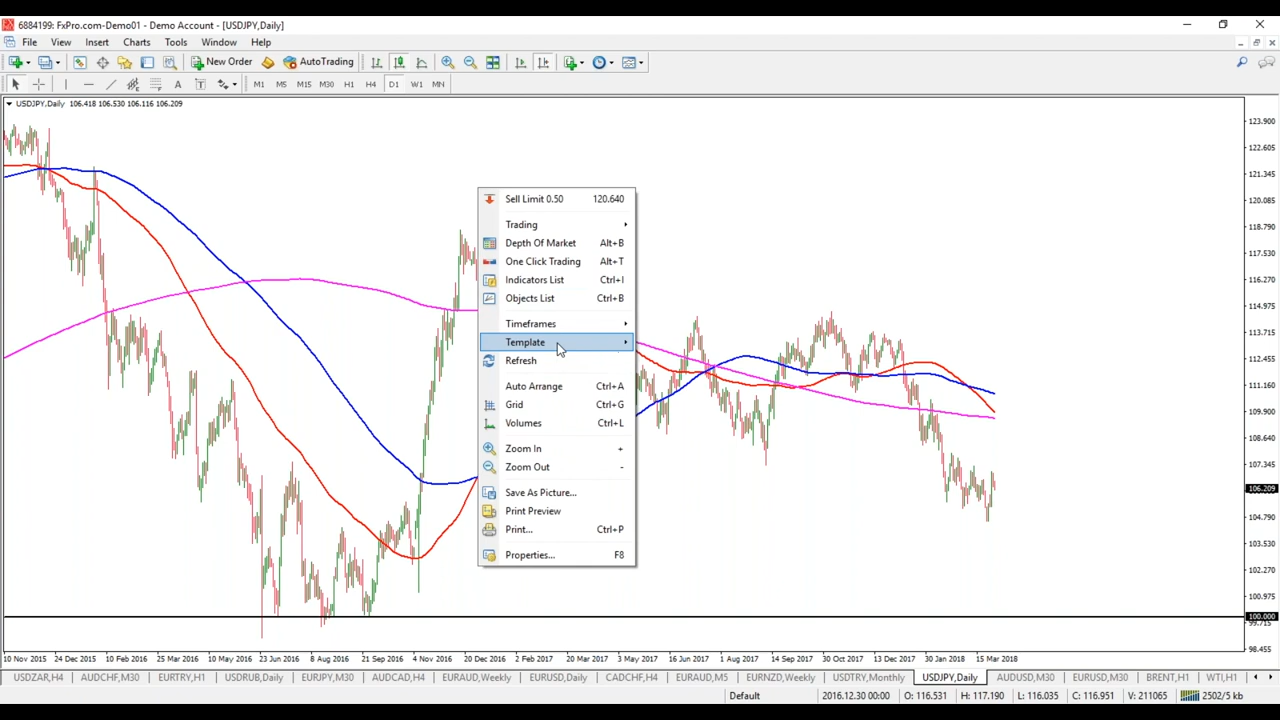 6884199: FxPro.com-Demo01 - Demo Account - [USDJPY,Daily]
File View Insert Charts Tools Window Help
New Order AutoTrading
A T M1 M5 M15 M30 H1 H4 D1 W1 MN
USDJPY,Daily 106.418 106.530 106.116 106.209
123.900
122.605
121.345
120.085
118.790
117.530
116.270
114.975
113.715
112.455
111.160
109.900
108.640
107.345
106.209
104.790
103.530
102.270
100.975
100.000
99.715
98.455
Sell Limit 0.50 120.640
Trading
Depth Of Market Alt+B
One Click Trading Alt+T
Indicators List Ctrl+I
Objects List Ctrl+B
Timeframes
Template
Refresh
Auto Arrange Ctrl+A
Grid Ctrl+G
Volumes Ctrl+L
Zoom In +
Zoom Out -
Save As Picture...
Print Preview
Print... Ctrl+P
Properties... F8
10 Nov 2015 24 Dec 2015 10 Feb 2016 25 Mar 2016 10 May 2016 23 Jun 2016 8 Aug 2016 21 Sep 2016 4 Nov 2016 20 Dec 2016 2 Feb 2017 20 Mar 2017 3 May 2017 16 Jun 2017 1 Aug 2017 14 Sep 2017 30 Oct 2017 13 Dec 2017 30 Jan 2018 15 Mar 2018
USDZAR,H4 AUDCHF,M30 EURTRY,H1 USDRUB,Daily EURJPY,M30 AUDCAD,H4 EURAUD,Weekly EURUSD,Daily CADCHF,H4 EURAUD,M5 EURNZD,Weekly USDTRY,Monthly USDJPY,Daily AUDUSD,M30 EURUSD,M30 BRENT,H1 WTI,H1
Default 2016.12.30 00:00 O: 116.531 H: 117.190 L: 116.035 C: 116.951 V: 211065 2502/5 kb